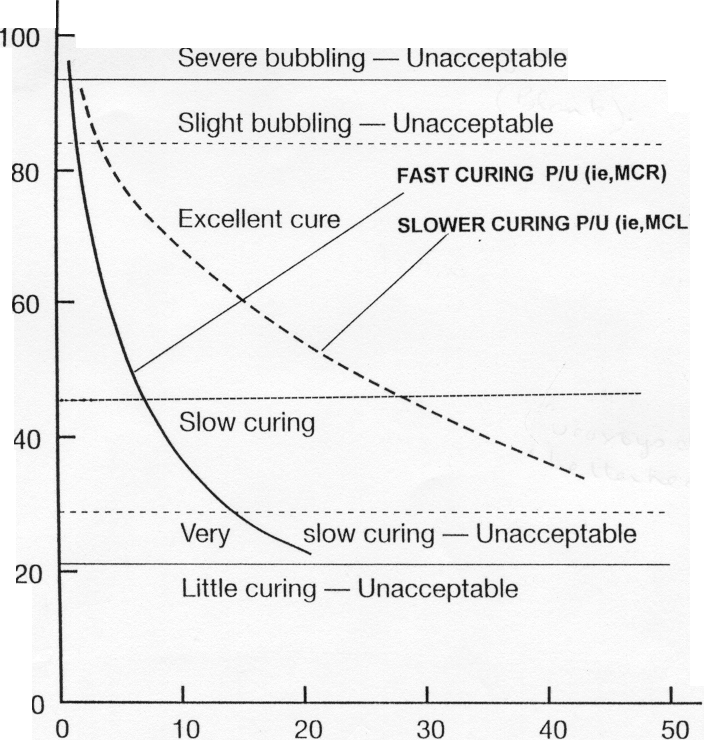 100
Severe bubbling — Unacceptable
Slight bubbling — Unacceptable
80
FAST CURING P/U (ie,MCR)
Excellent cure
SLOWER CURING P/U (ie,MCL
60
Slow curing
40
Very slow curing — Unacceptable
20
Little curing — Unacceptable
0
0 10 20 30 40 50